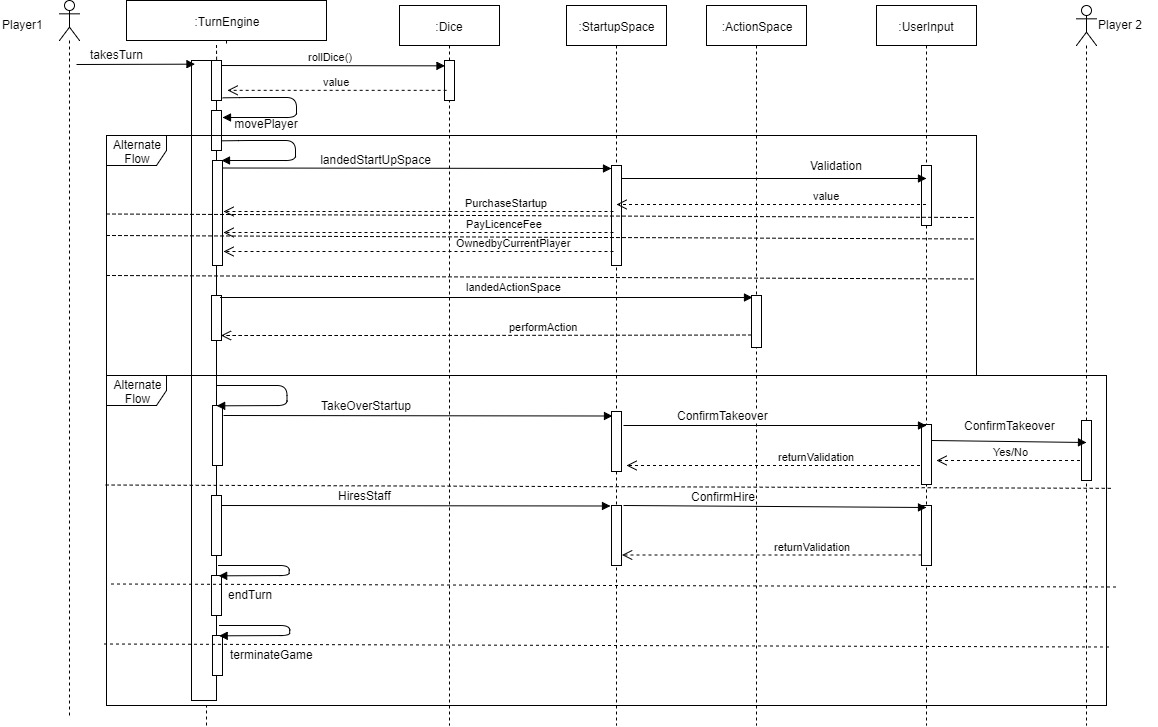 Player1
:TurnEngine
:Dice
:StartupSpace
:ActionSpace
:UserInput
Player 2
takesTurn
rollDice()
value
movePlayer
Alternate
Flow
landedStartUpSpace
Validation
value
PurchaseStartup
PayLicenceFee
OwnedbyCurrentPlayer
landedActionSpace
performAction
Alternate
Flow
TakeOverStartup
ConfirmTakeover
ConfirmTakeover
Yes/No
returnValidation
HiresStaff
ConfirmHire
returnValidation
endTurn
terminateGame